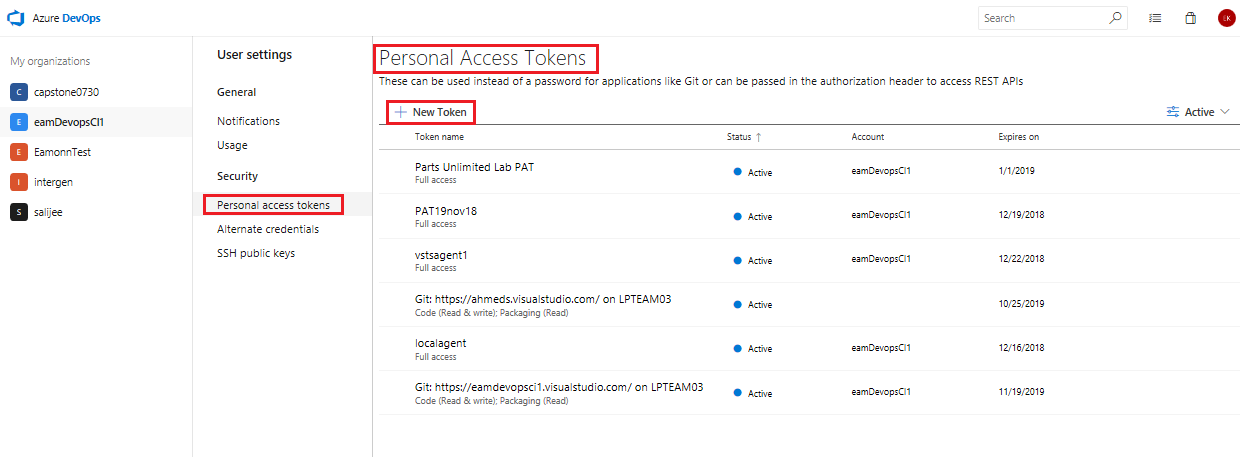 Azure DevOps
Search
EK
My organizations
C capstone0730
E eamDevopsCI1
E EamonnTest
I intergen
S salijee
User settings
General
Notifications
Usage
Security
Personal access tokens
Alternate credentials
SSH public keys
Personal Access Tokens
These can be used instead of a password for applications like Git or can be passed in the authorization header to access REST APIs
New Token
Active
Token name Status Account Expires on
Parts Unlimited Lab PAT
Full access
Active eamDevopsCI1 1/1/2019
PAT19nov18
Full access
Active eamDevopsCI1 12/19/2018
vstsagent1
Full access
Active eamDevopsCI1 12/22/2018
Git: https://ahmeds.visualstudio.com/ on LPTEAM03
Code (Read & write); Packaging (Read)
Active 10/25/2019
localagent
Full access
Active eamDevopsCI1 12/16/2018
Git: https://eamdevopsci1.visualstudio.com/ on LPTEAM03
Code (Read & write); Packaging (Read)
Active eamDevopsCI1 11/19/2019